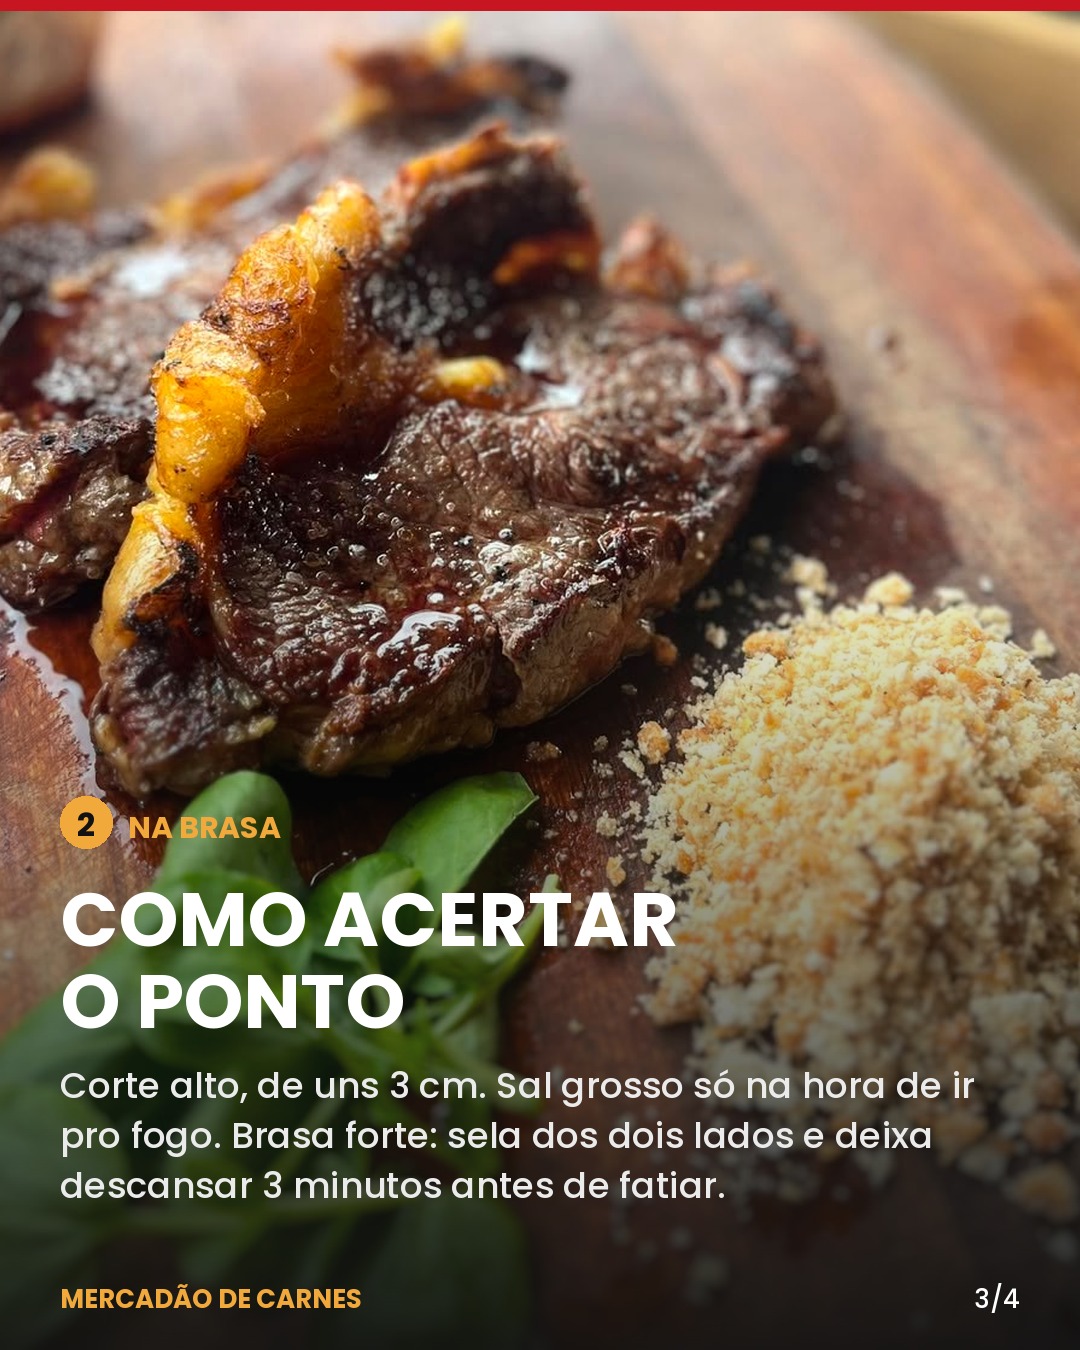 2 NA BRASA
COMO ACERTAR
O PONTO
Corte alto, de uns 3 cm. Sal grosso só na hora de ir
pro fogo. Brasa forte: sela dos dois lados e deixa
descansar 3 minutos antes de fatiar.
MERCADÃO DE CARNES
3/4